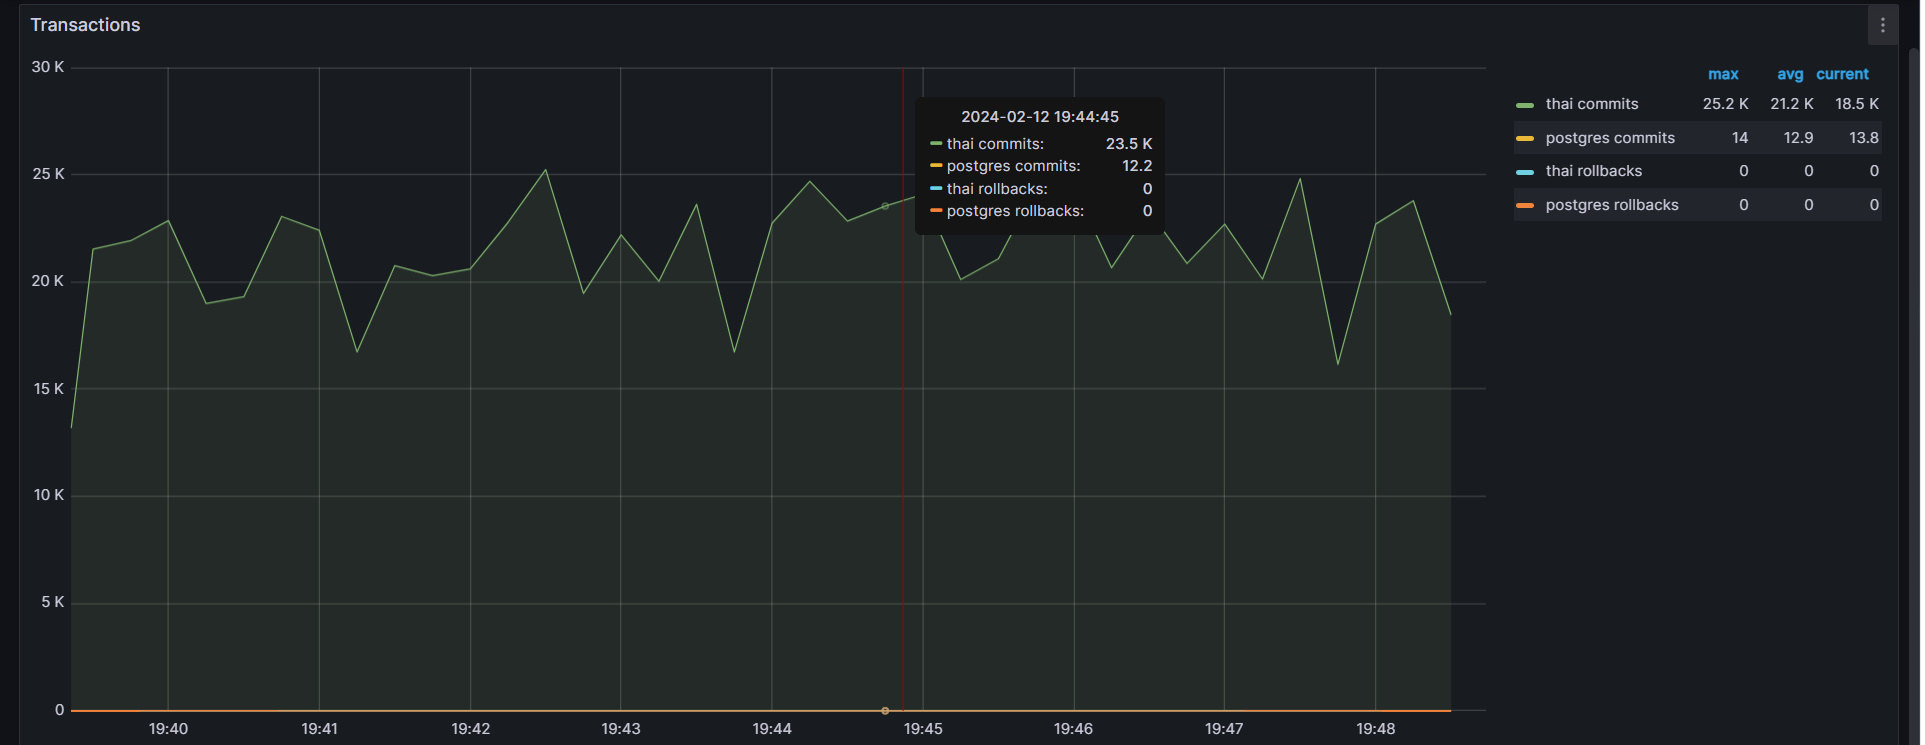 Transactions
30 K
25 K
20 K
15 K
10 K
5 K
0
19:40 19:41 19:42 19:43 19:44 19:45 19:46 19:47 19:48
2024-02-12 19:44:45
thai commits: 23.5 K
postgres commits: 12.2
thai rollbacks: 0
postgres rollbacks: 0
max avg current
thai commits 25.2 K 21.2 K 18.5 K
postgres commits 14 12.9 13.8
thai rollbacks 0 0 0
postgres rollbacks 0 0 0